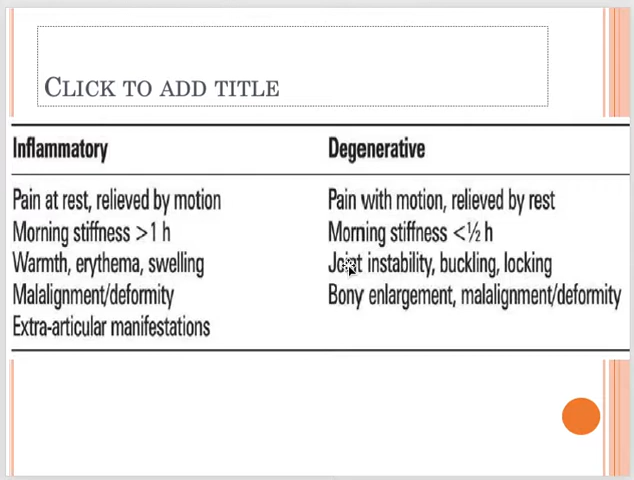 Click to add title
Inflammatory Degenerative
Pain at rest, relieved by motion Pain with motion, relieved by rest
Morning stiffness >1 h Morning stiffness <½ h
Warmth, erythema, swelling Joint instability, buckling, locking
Malalignment/deformity Bony enlargement, malalignment/deformity
Extra-articular manifestations